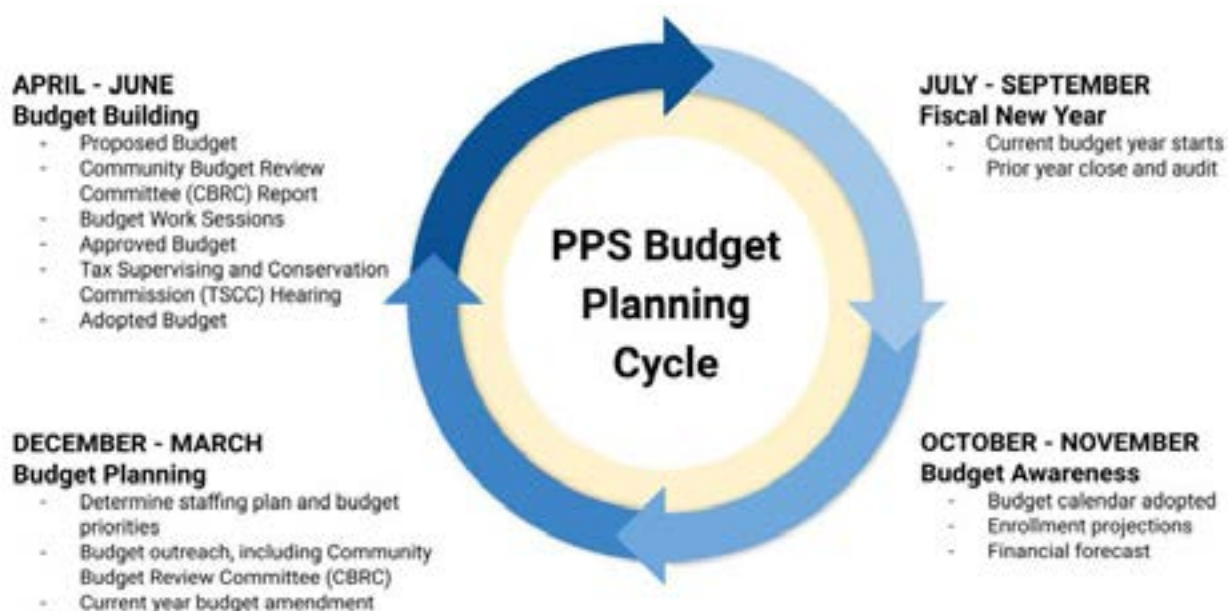 APRIL - JUNE
Budget Building
- Proposed Budget
- Community Budget Review
Committee (CBRC) Report
- Budget Work Sessions
- Approved Budget
- Tax Supervising and Conservation
Commission (TSCC) Hearing
- Adopted Budget
JULY - SEPTEMBER
Fiscal New Year
- Current budget year starts
- Prior year close and audit
PPS Budget
Planning
Cycle
DECEMBER - MARCH
Budget Planning
- Determine staffing plan and budget
priorities
- Budget outreach, including Community
Budget Review Committee (CBRC)
- Current year budget amendment
OCTOBER - NOVEMBER
Budget Awareness
- Budget calendar adopted
- Enrollment projections
- Financial forecast